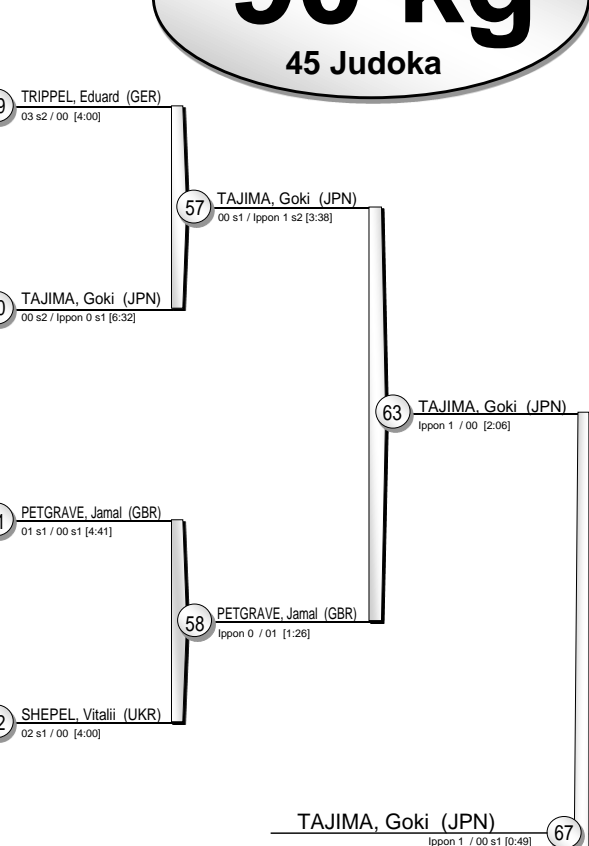 90 kg
45 Judoka
TRIPPEL, Eduard (GER)
03 s2 / 00 [4:00]
57
TAJIMA, Goki (JPN)
00 s1 / Ippon 1 s2 [3:38]
TAJIMA, Goki (JPN)
00 s2 / Ippon 0 s1 [6:32]
63
TAJIMA, Goki (JPN)
Ippon 1 / 00 [2:06]
PETGRAVE, Jamal (GBR)
01 s1 / 00 s1 [4:41]
58
PETGRAVE, Jamal (GBR)
Ippon 0 / 01 [1:26]
SHEPEL, Vitalii (UKR)
02 s1 / 00 [4:00]
TAJIMA, Goki (JPN)
67
Ippon 1 / 00 s1 [0:49]